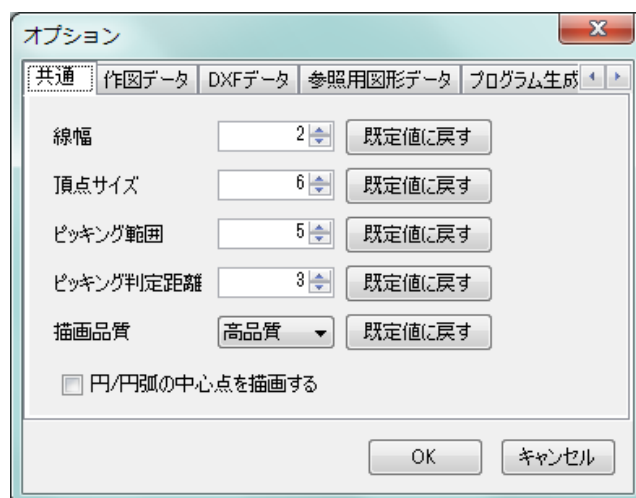 オプション
共通 作図データ DXFデータ 参照用図形データ プログラム生成
線幅 2 既定値に戻す
頂点サイズ 6 既定値に戻す
ピッキング範囲 5 既定値に戻す
ピッキング判定距離 3 既定値に戻す
描画品質 高品質 既定値に戻す
円/円弧の中心点を描画する
OK キャンセル